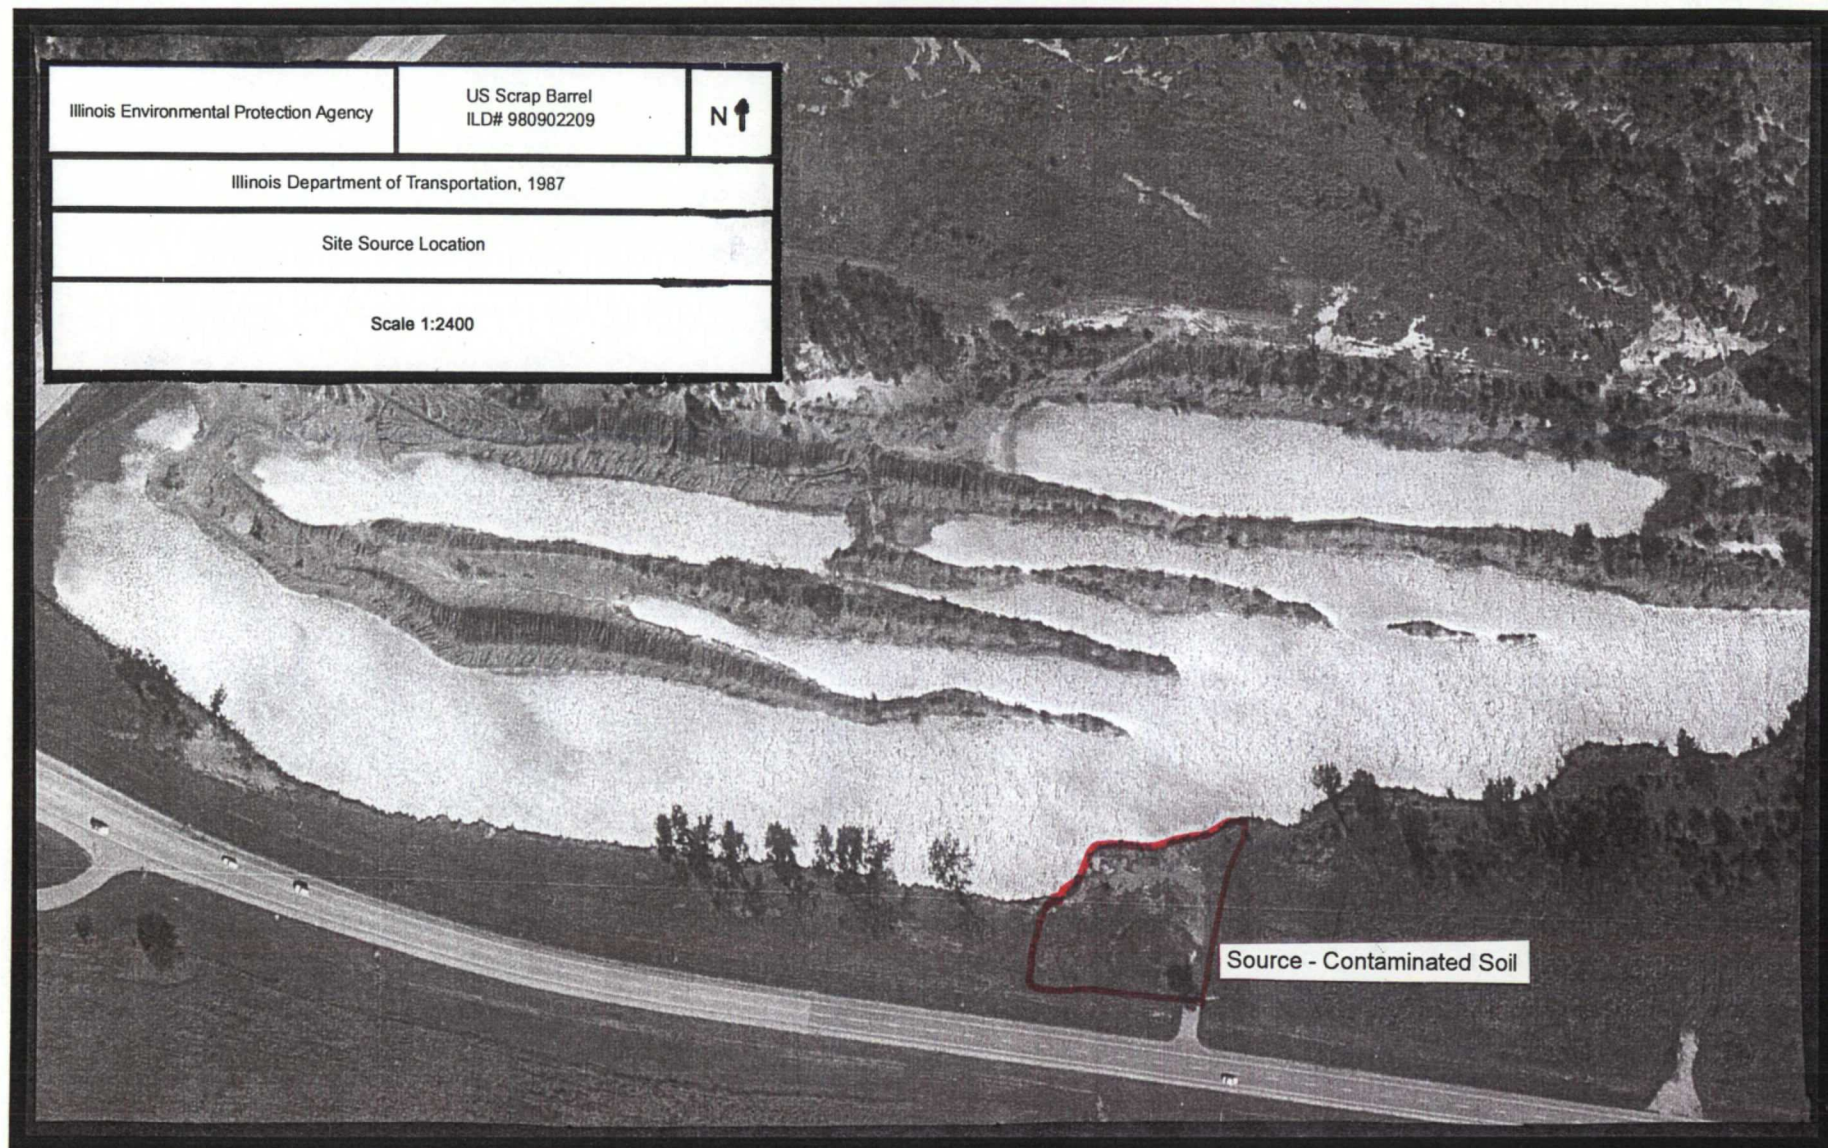 Illinois Environmental Protection Agency
US Scrap Barrel
ILD# 980902209
N
Illinois Department of Transportation, 1987
Site Source Location
Scale 1:2400
Source - Contaminated Soil